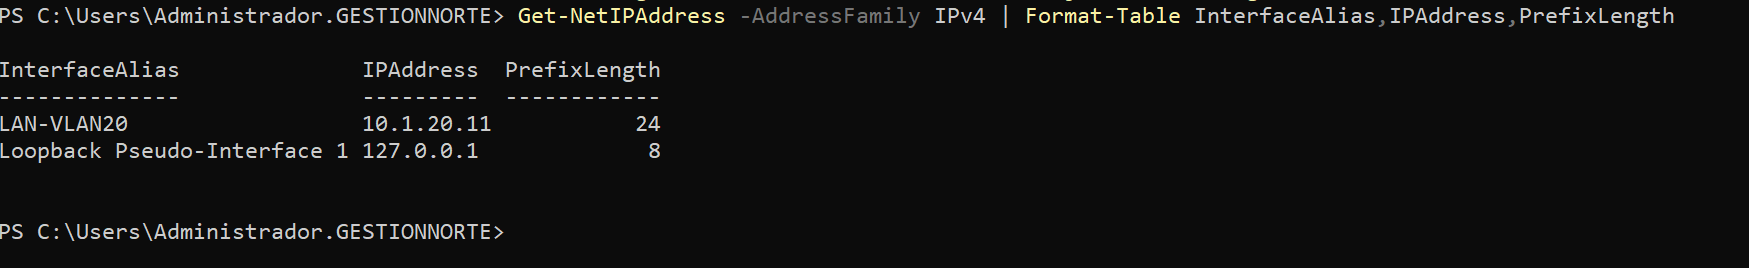 PS C:\Users\Administrador.GESTIONNORTE> Get-NetIPAddress -AddressFamily IPv4 | Format-Table InterfaceAlias,IPAddress,PrefixLength
InterfaceAlias IPAddress PrefixLength
-------------- --------- ------------
LAN-VLAN20 10.1.20.11 24
Loopback Pseudo-Interface 1 127.0.0.1 8
PS C:\Users\Administrador.GESTIONNORTE>